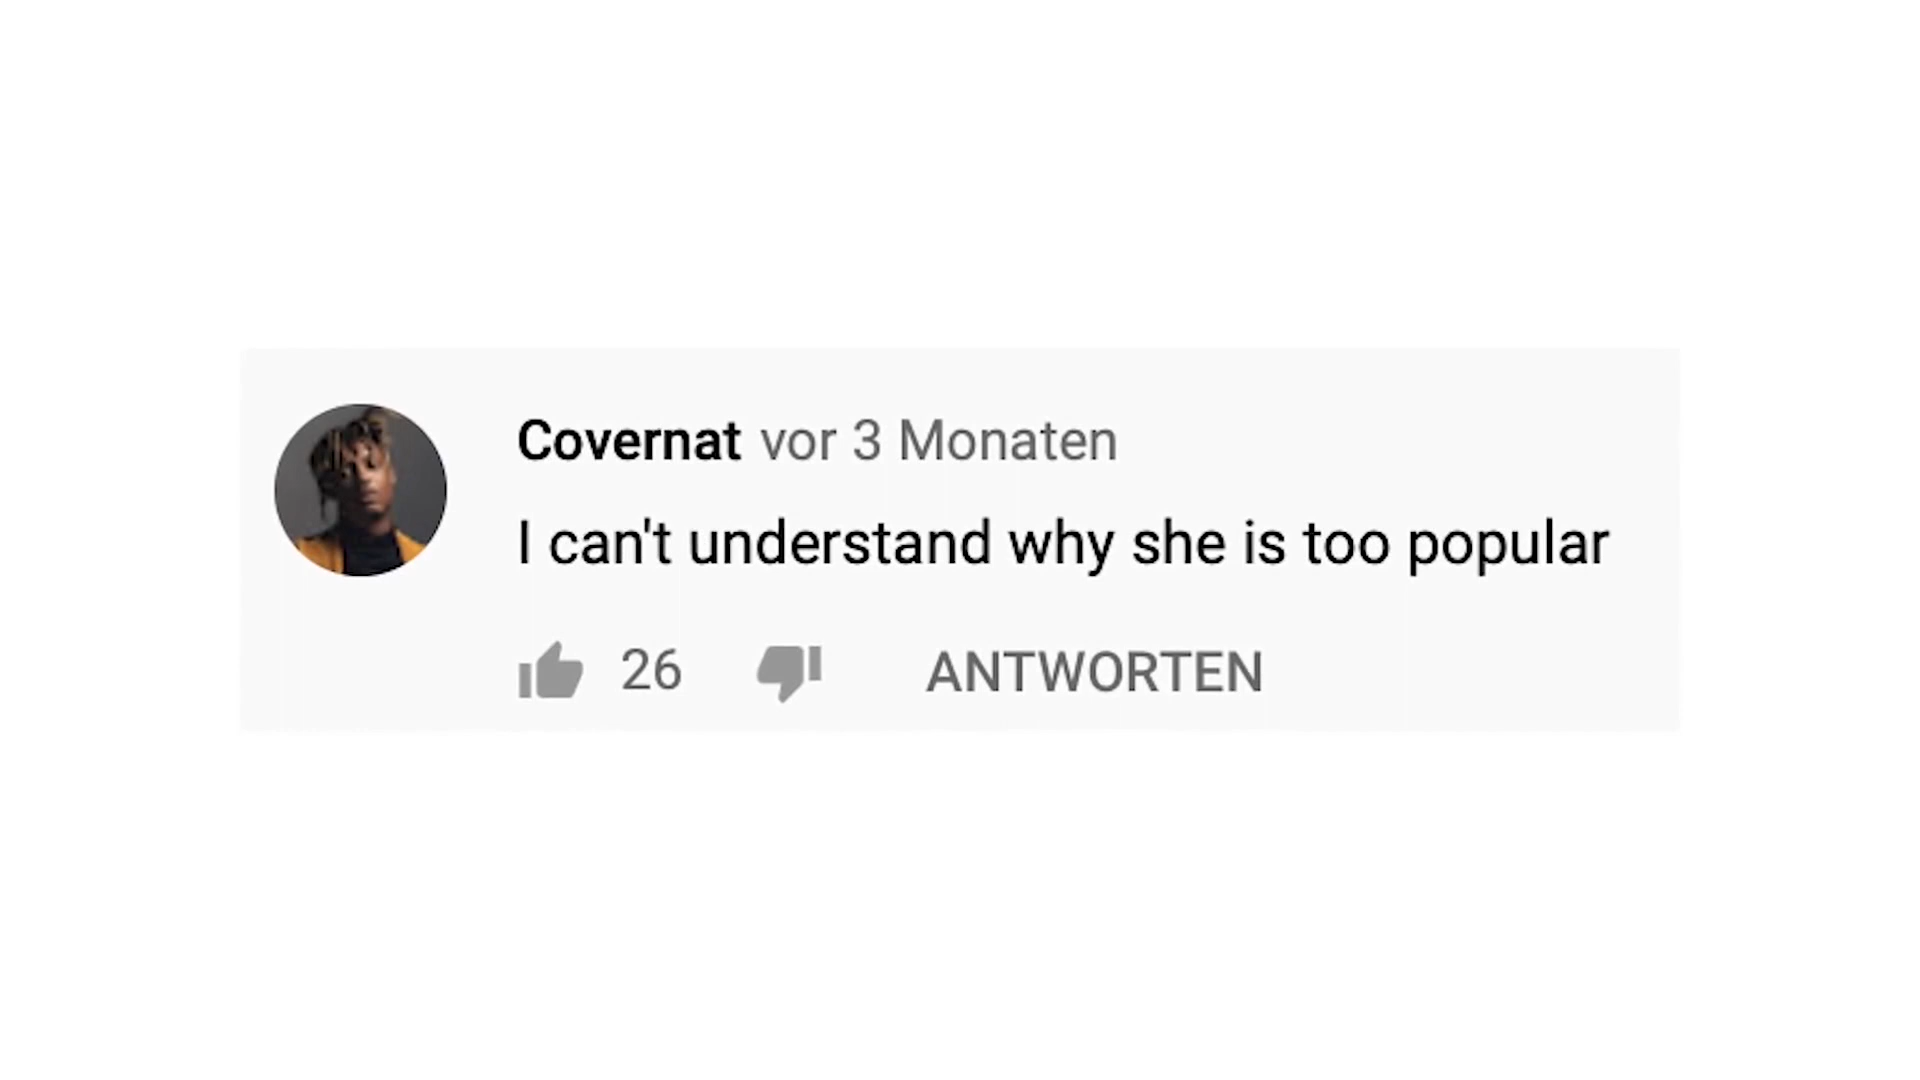 Covernat vor 3 Monaten
I can't understand why she is too popular
26 ANTWORTEN